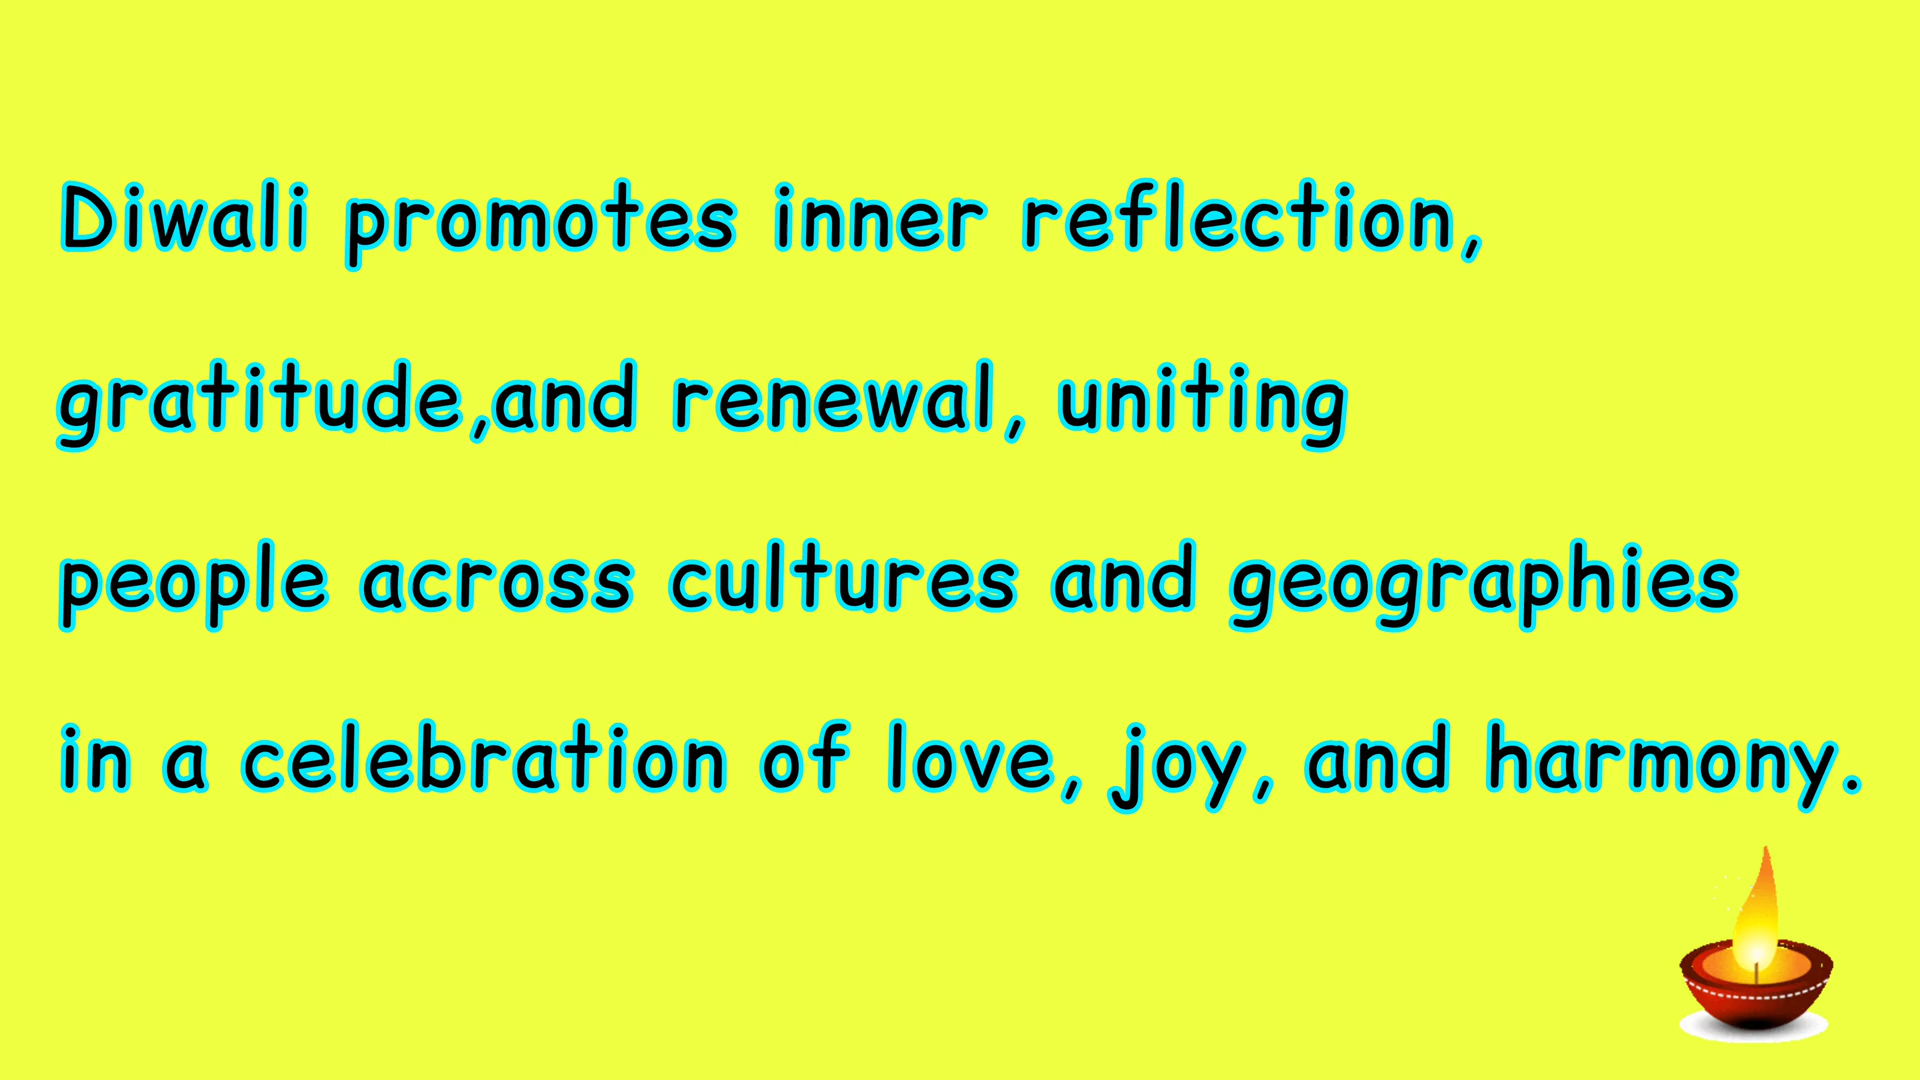 Diwali promotes inner reflection,
gratitude,and renewal, uniting
people across cultures and geographies
in a celebration of love, joy, and harmony.